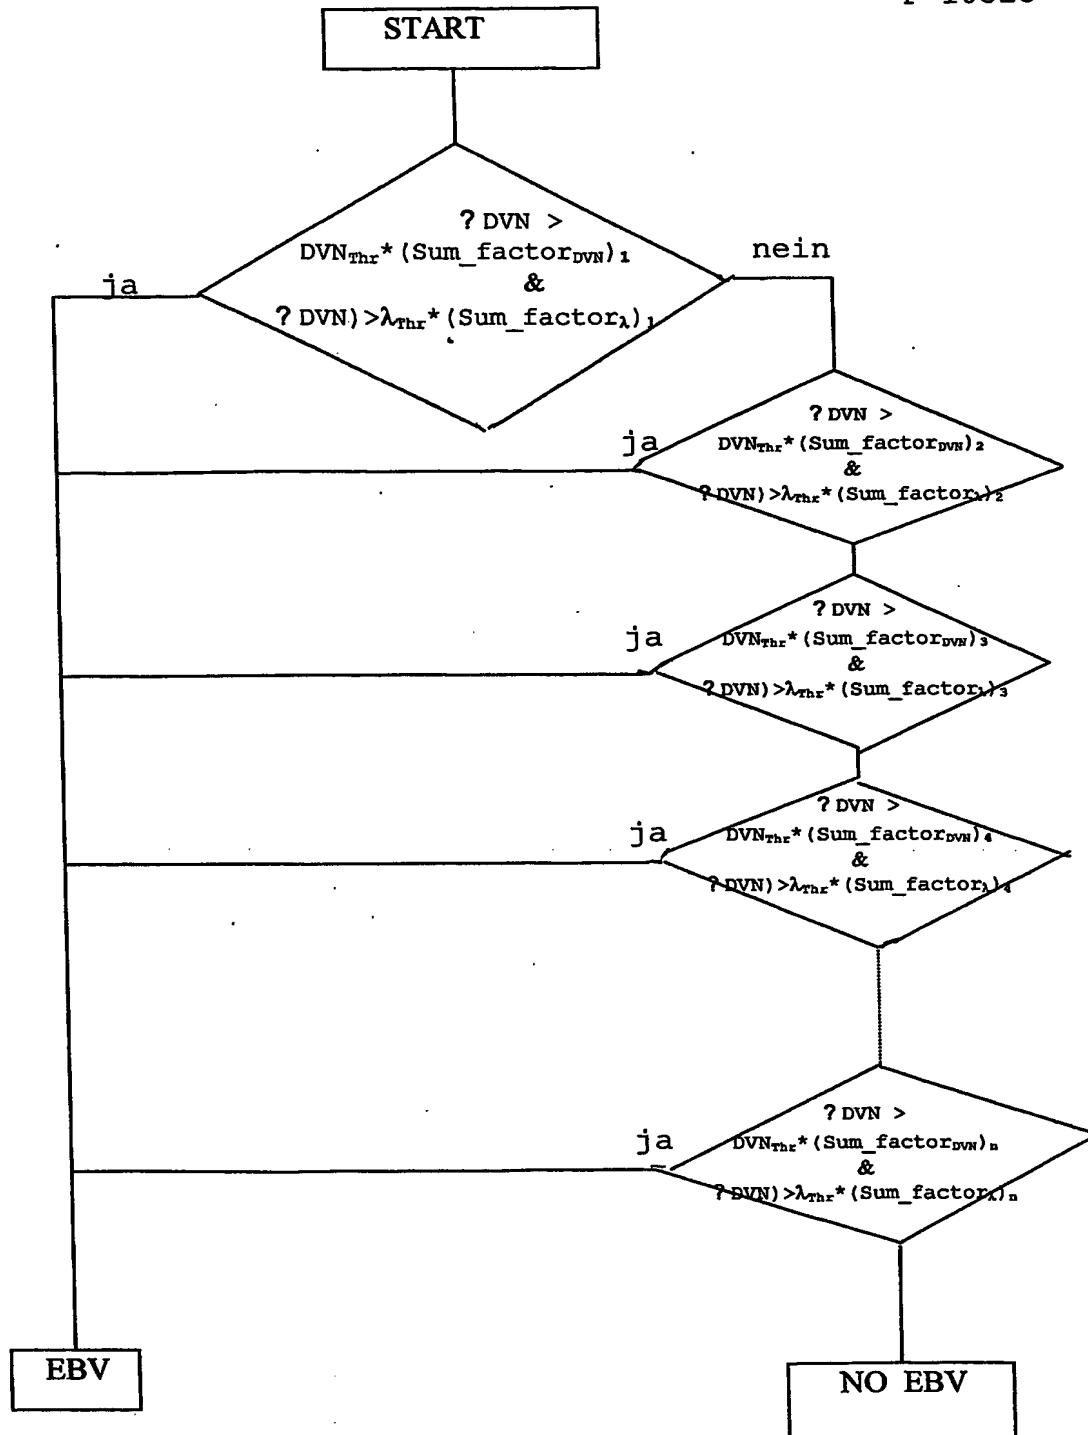 START
? DVN >
DVNThr*(Sum_factorDVN)1
&
? DVN)>λThr*(Sum_factorλ)1
ja
nein
? DVN >
DVNThr*(Sum_factorDVN)2
&
? DVN)>λThr*(Sum_factorλ)2
ja
? DVN >
DVNThr*(Sum_factorDVN)3
&
? DVN)>λThr*(Sum_factorλ)3
ja
? DVN >
DVNThr*(Sum_factorDVN)4
&
? DVN)>λThr*(Sum_factorλ)4
ja
? DVN >
DVNThr*(Sum_factorDVN)n
&
? DVN)>λThr*(Sum_factorλ)n
ja
EBV
NO EBV